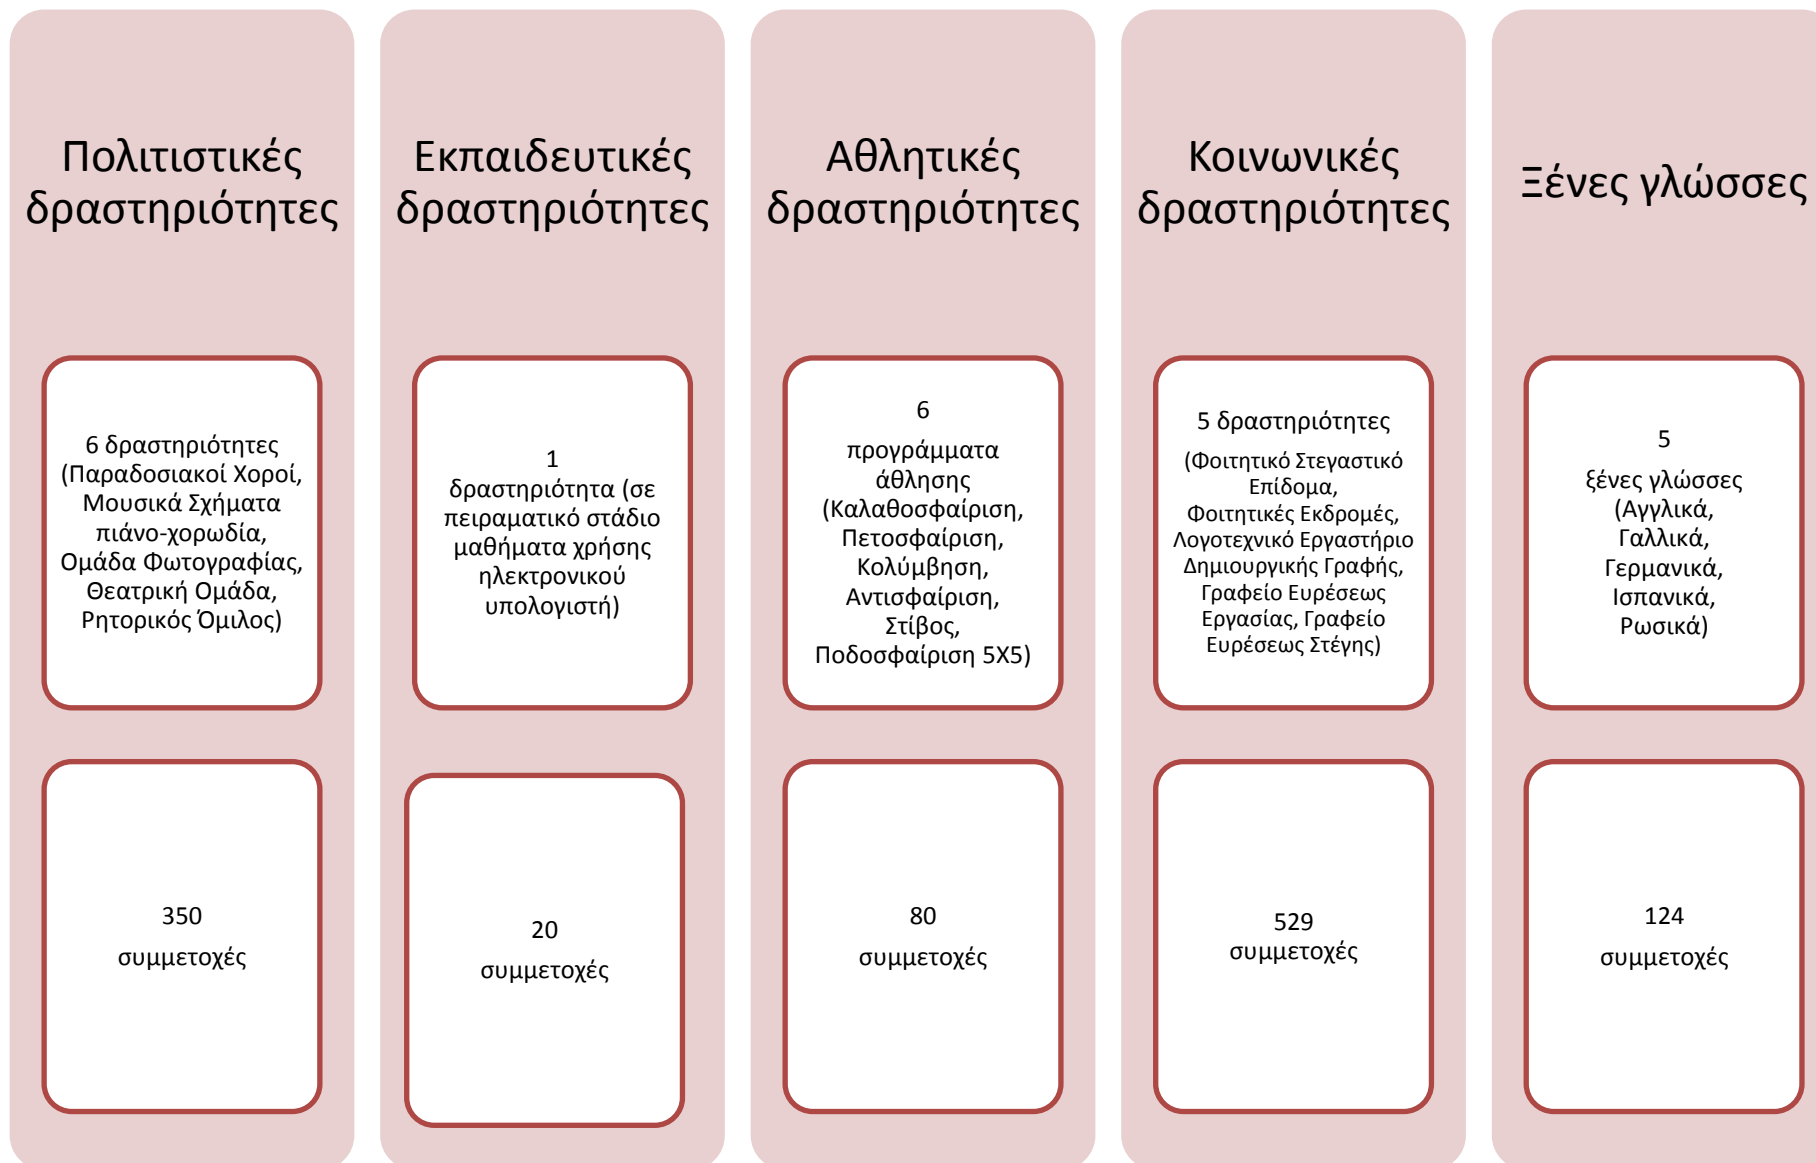 Πολιτιστικές
δραστηριότητες
6 δραστηριότητες
(Παραδοσιακοί Χοροί,
Μουσικά Σχήματα
πιάνο-χορωδία,
Ομάδα Φωτογραφίας,
Θεατρική Ομάδα,
Ρητορικός Όμιλος)
350
συμμετοχές
Εκπαιδευτικές
δραστηριότητες
1
δραστηριότητα (σε
πειραματικό στάδιο
μαθήματα χρήσης
ηλεκτρονικού
υπολογιστή)
20
συμμετοχές
Αθλητικές
δραστηριότητες
6
προγράμματα
άθλησης
(Καλαθοσφαίριση,
Πετοσφαίριση,
Κολύμβηση,
Αντισφαίριση,
Στίβος,
Ποδοσφαίριση 5Χ5)
80
συμμετοχές
Κοινωνικές
δραστηριότητες
5 δραστηριότητες
(Φοιτητικό Στεγαστικό
Επίδομα,
Φοιτητικές Εκδρομές,
Λογοτεχνικό Εργαστήριο
Δημιουργικής Γραφής,
Γραφείο Ευρέσεως
Εργασίας, Γραφείο
Ευρέσεως Στέγης)
529
συμμετοχές
Ξένες γλώσσες
5
ξένες γλώσσες
(Αγγλικά,
Γαλλικά,
Γερμανικά,
Ισπανικά,
Ρωσικά)
124
συμμετοχές